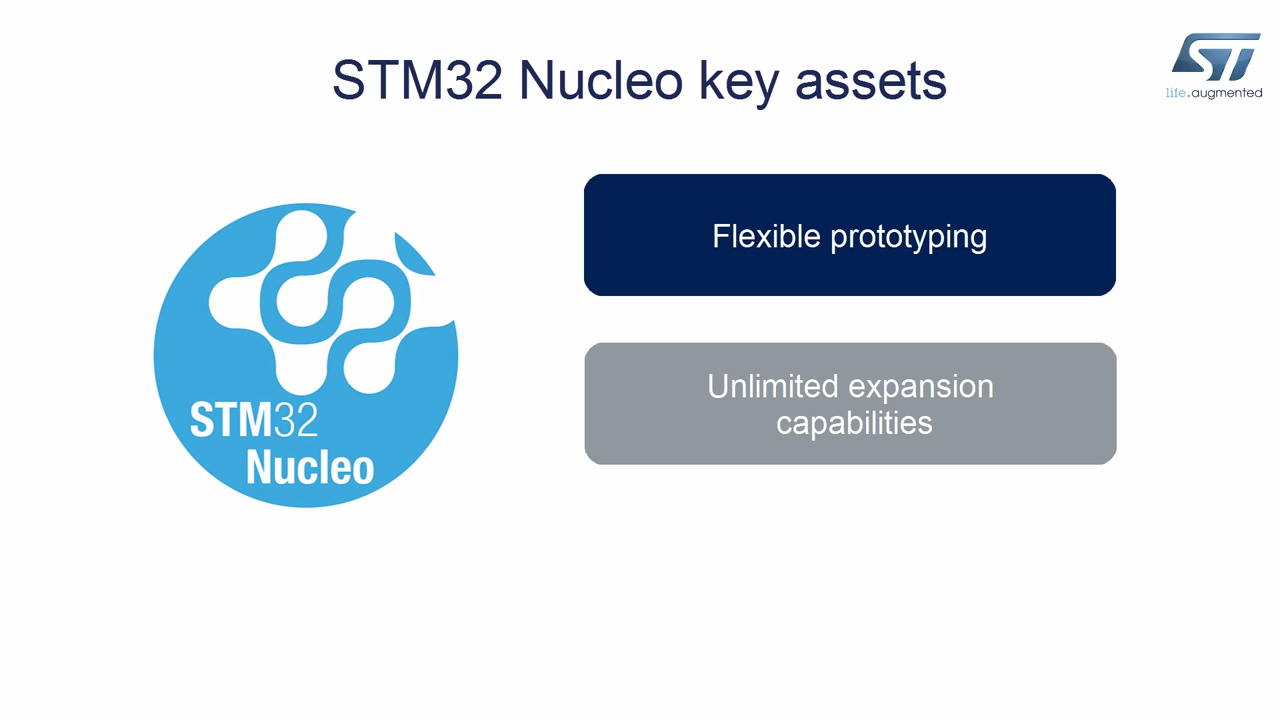 STM32 Nucleo key assets
life.augmented
Flexible prototyping
Unlimited expansion
capabilities
STM32
Nucleo